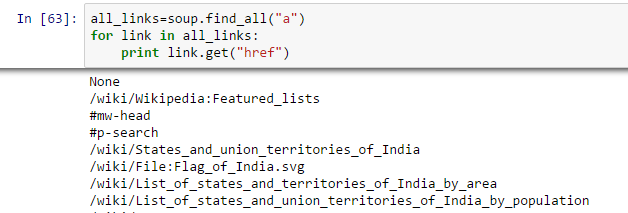 In [63]: all_links=soup.find_all("a")
for link in all_links:
    print link.get("href")
None
/wiki/Wikipedia:Featured_lists
#mw-head
#p-search
/wiki/States_and_union_territories_of_India
/wiki/File:Flag_of_India.svg
/wiki/List_of_states_and_territories_of_India_by_area
/wiki/List_of_states_and_union_territories_of_India_by_population